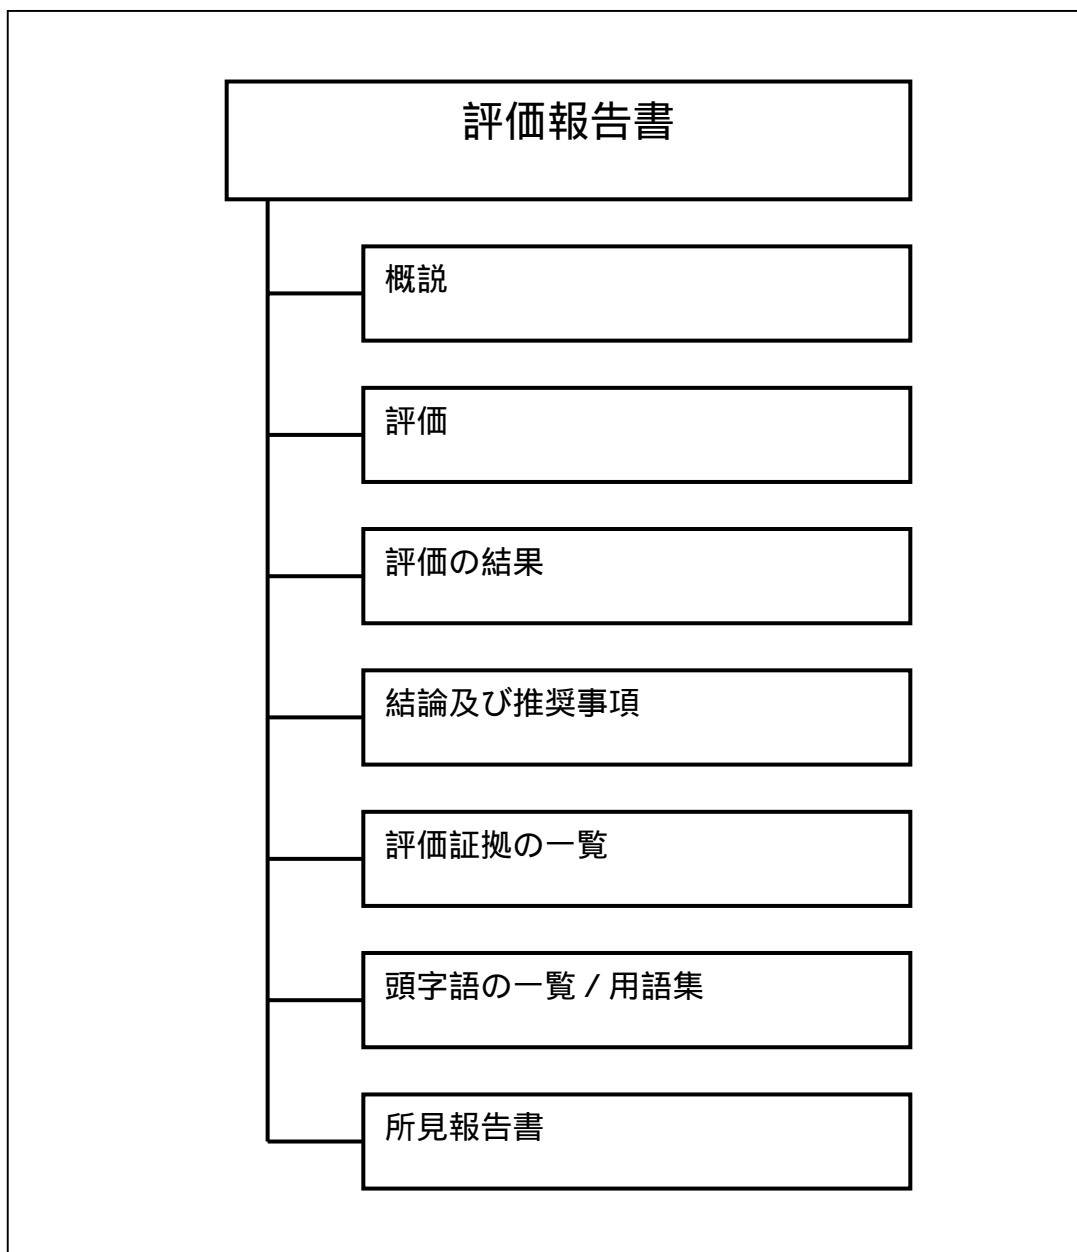 評価報告書
概説
評価
評価の結果
結論及び推奨事項
評価証拠の一覧
頭字語の一覧 / 用語集
所見報告書